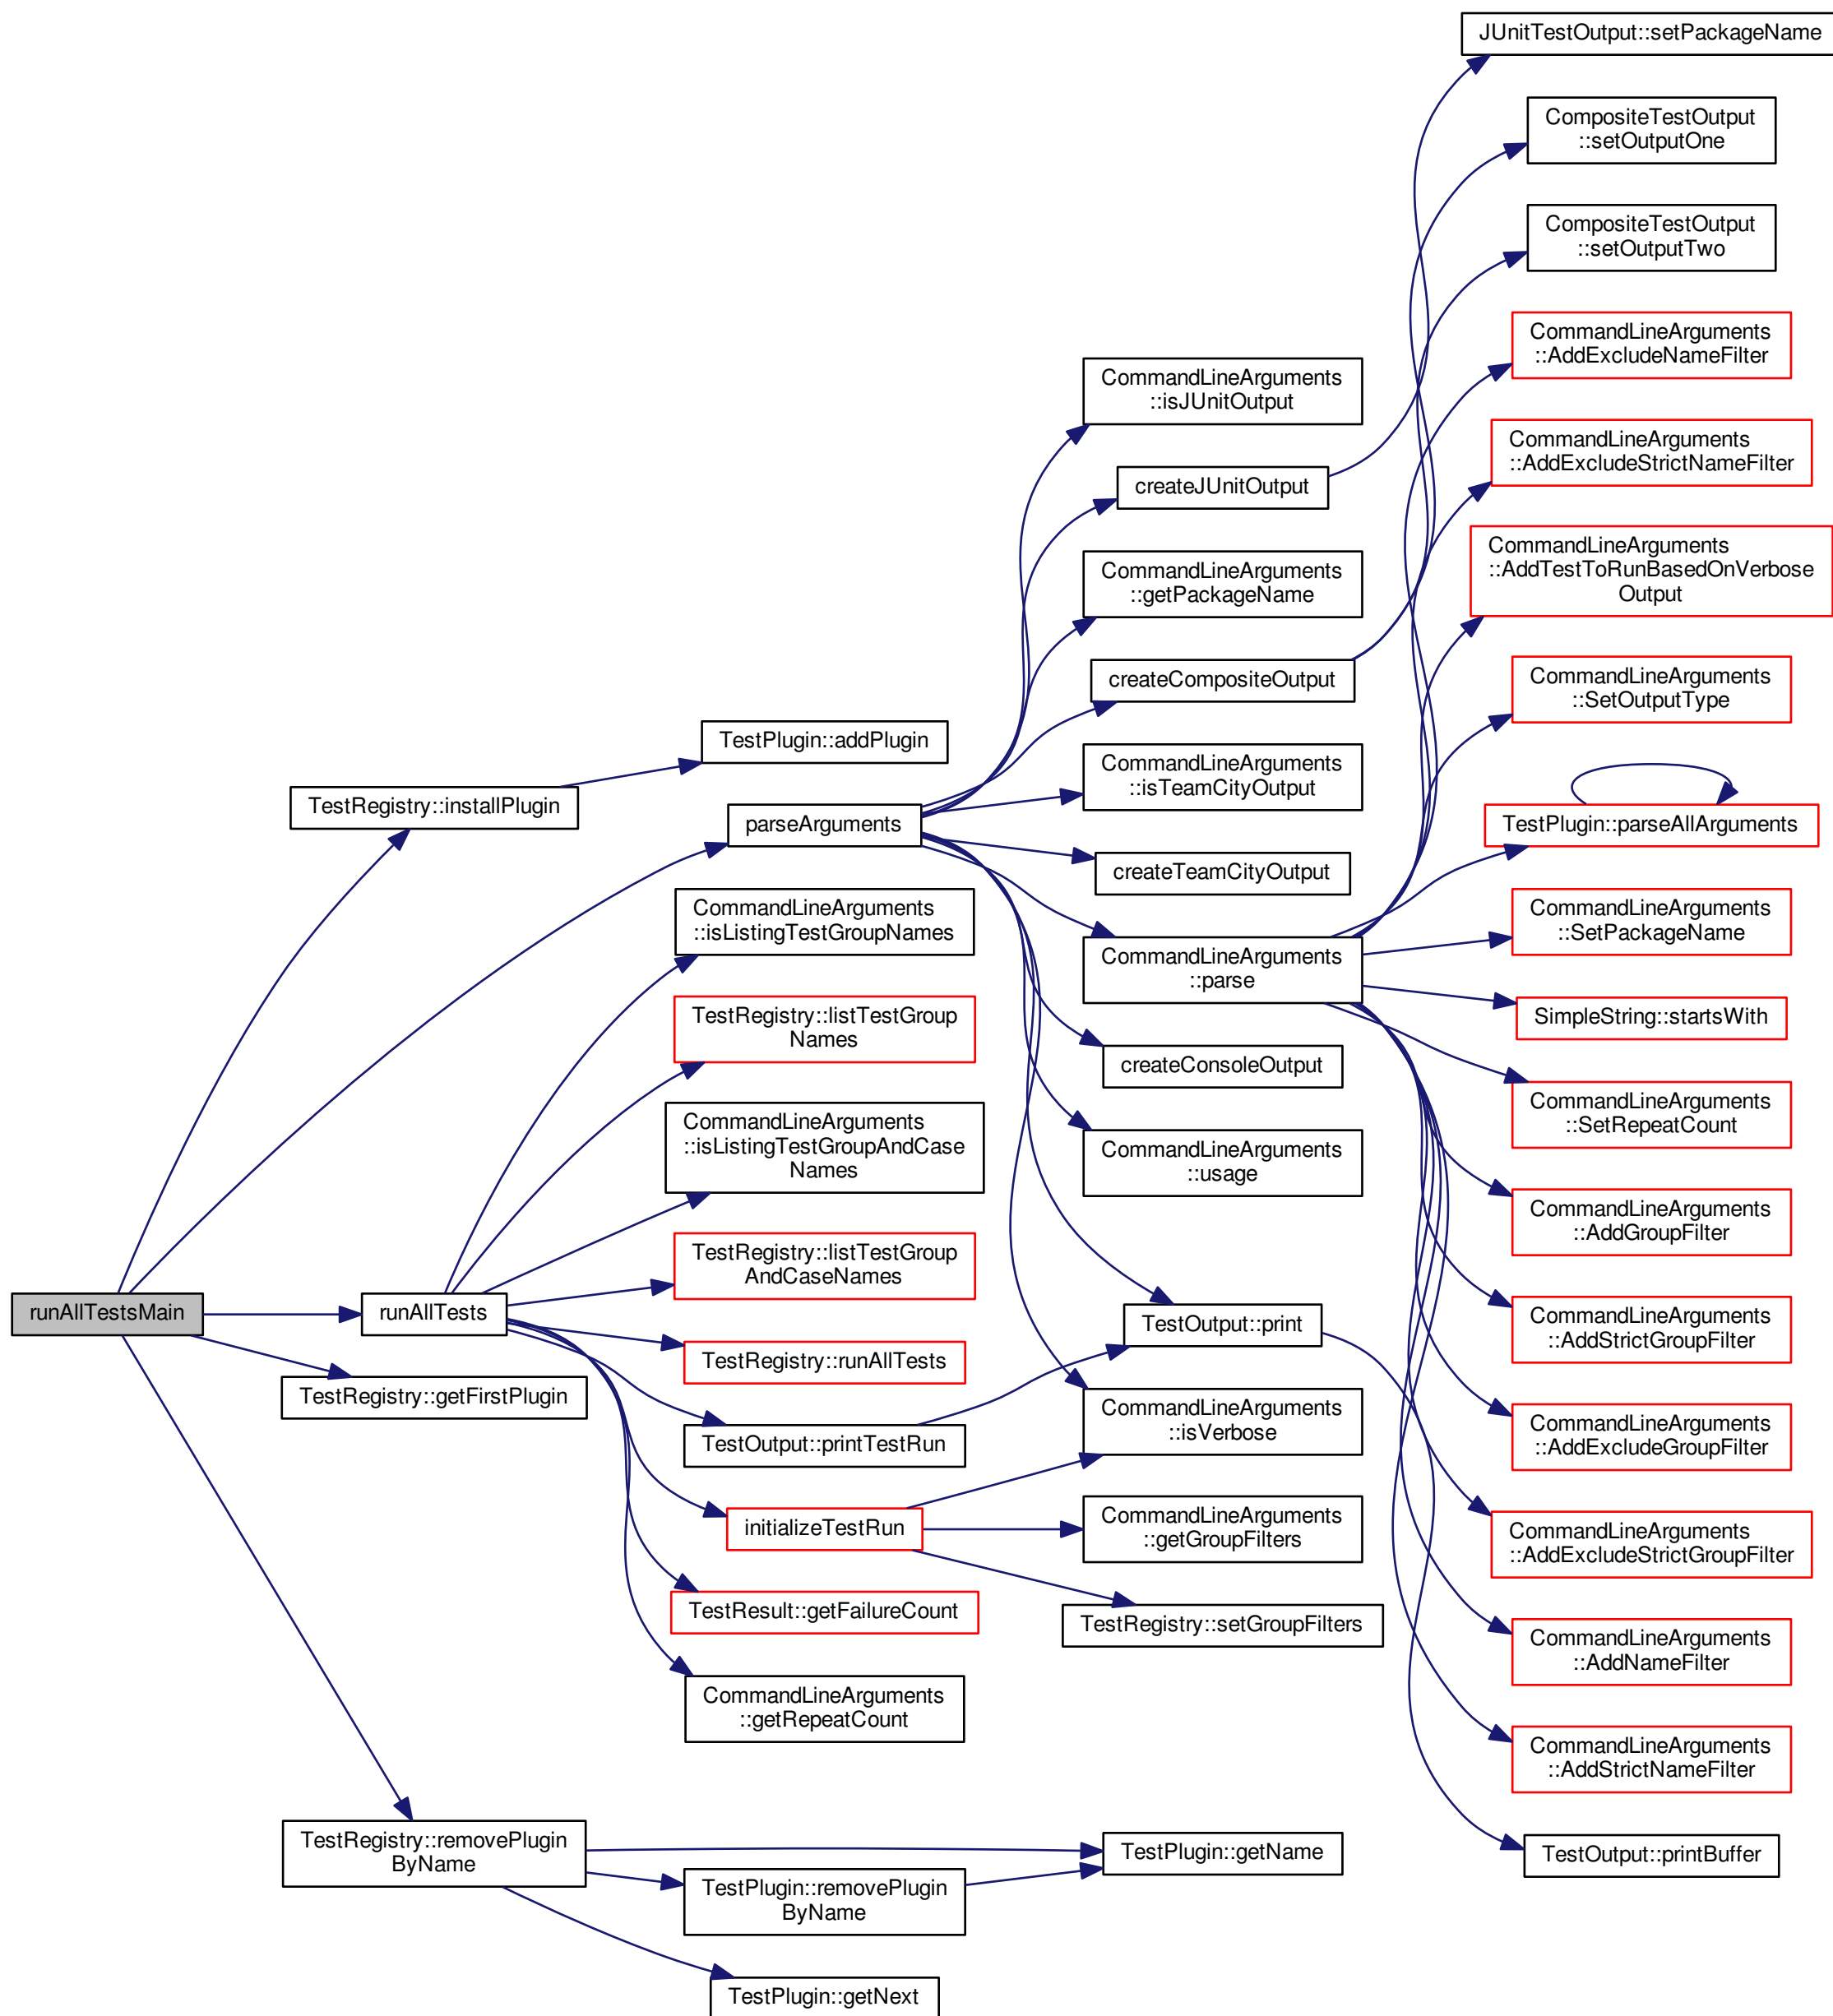 JUnitTestOutput::setPackageName
CompositeTestOutput
::setOutputOne
CompositeTestOutput
::setOutputTwo
CommandLineArguments
::AddExcludeNameFilter
CommandLineArguments
::isJUnitOutput
CommandLineArguments
::AddExcludeStrictNameFilter
createJUnitOutput
CommandLineArguments
::AddTestToRunBasedOnVerbose
Output
CommandLineArguments
::getPackageName
createCompositeOutput
CommandLineArguments
::SetOutputType
TestPlugin::addPlugin
CommandLineArguments
::isTeamCityOutput
TestRegistry::installPlugin
parseArguments
TestPlugin::parseAllArguments
createTeamCityOutput
CommandLineArguments
::isListingTestGroupNames
CommandLineArguments
::SetPackageName
CommandLineArguments
::parse
TestRegistry::listTestGroup
Names
SimpleString::startsWith
createConsoleOutput
CommandLineArguments
::SetRepeatCount
CommandLineArguments
::isListingTestGroupAndCase
Names
CommandLineArguments
::usage
CommandLineArguments
::AddGroupFilter
TestRegistry::listTestGroup
AndCaseNames
runAllTestsMain
runAllTests
TestOutput::print
CommandLineArguments
::AddStrictGroupFilter
TestRegistry::runAllTests
TestRegistry::getFirstPlugin
CommandLineArguments
::isVerbose
CommandLineArguments
::AddExcludeGroupFilter
TestOutput::printTestRun
initializeTestRun
CommandLineArguments
::getGroupFilters
CommandLineArguments
::AddExcludeStrictGroupFilter
TestResult::getFailureCount
TestRegistry::setGroupFilters
CommandLineArguments
::AddNameFilter
CommandLineArguments
::getRepeatCount
CommandLineArguments
::AddStrictNameFilter
TestRegistry::removePlugin
ByName
TestPlugin::getName
TestOutput::printBuffer
TestPlugin::removePlugin
ByName
TestPlugin::getNext